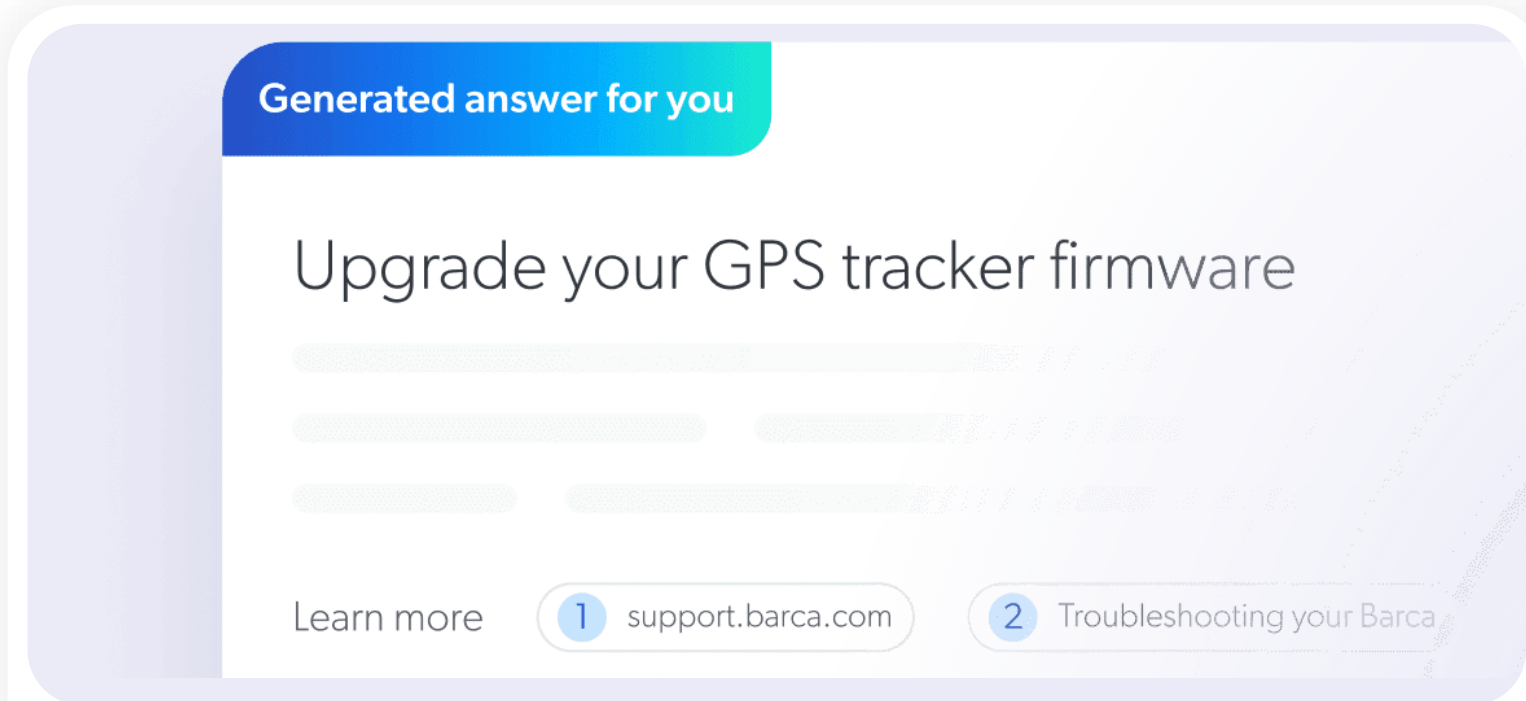 Generated answer for you
Upgrade your GPS tracker firmware
Learn more 1 support.barca.com 2 Troubleshooting your Barca